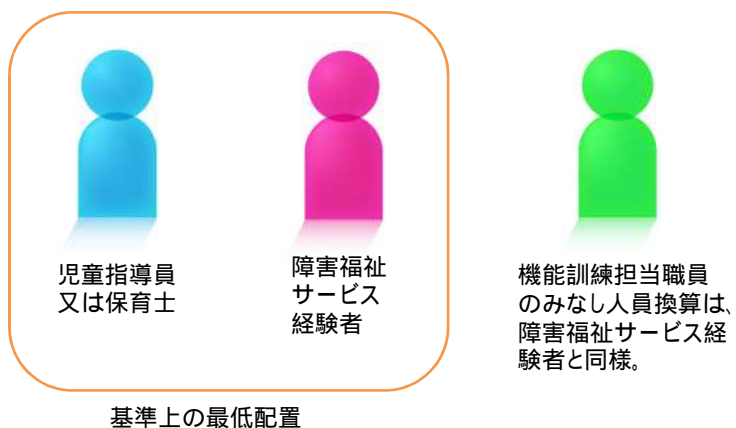 児童指導員
又は保育士
障害福祉
サービス
経験者
機能訓練担当職員
のみなし人員換算は、
障害福祉サービス経
験者と同様。
基準上の最低配置